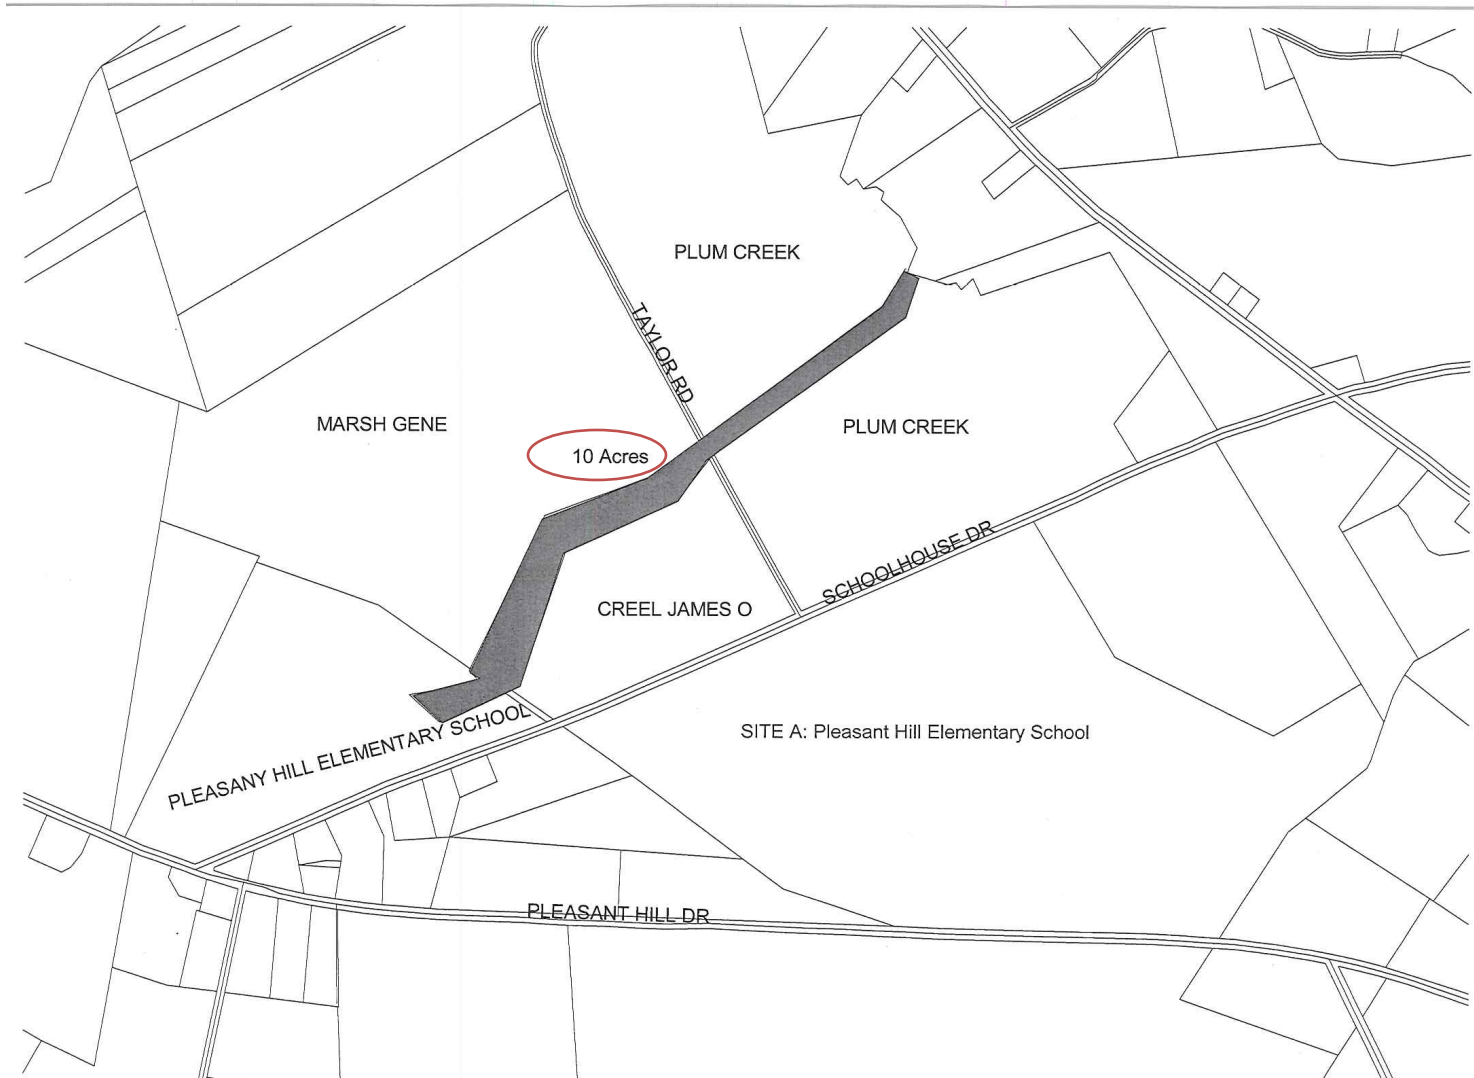 PLUM CREEK
TAYLOR RD
MARSH GENE
PLUM CREEK
10 Acres
SCHOOLHOUSE DR
CREEL JAMES O
SITE A: Pleasant Hill Elementary School
PLEASANY HILL ELEMENTARY SCHOOL
PLEASANT HILL DR